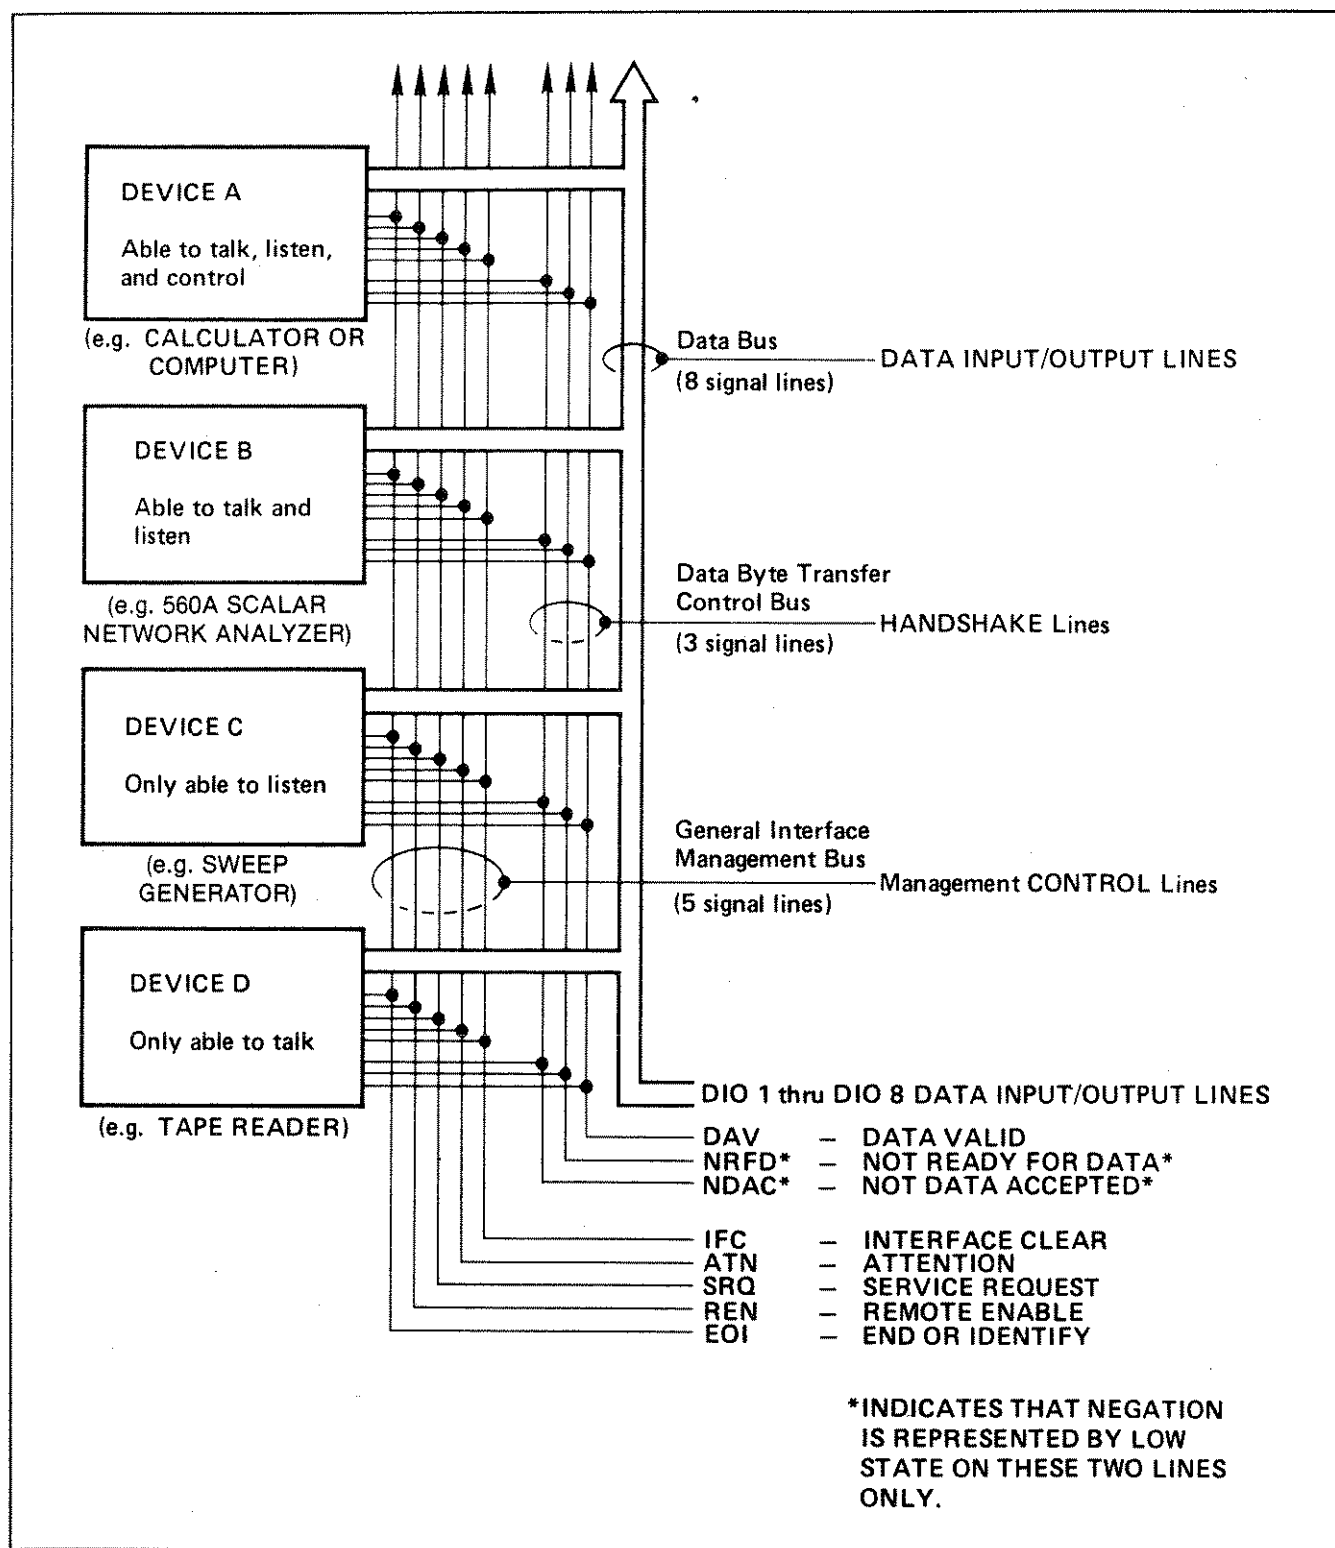 DEVICE A
Able to talk, listen,
and control
(e.g. CALCULATOR OR
COMPUTER)
Data Bus
(8 signal lines)
DATA INPUT/OUTPUT LINES
DEVICE B
Able to talk and
listen
(e.g. 560A SCALAR
NETWORK ANALYZER)
Data Byte Transfer
Control Bus
(3 signal lines)
HANDSHAKE Lines
DEVICE C
Only able to listen
(e.g. SWEEP
GENERATOR)
General Interface
Management Bus
(5 signal lines)
Management CONTROL Lines
DEVICE D
Only able to talk
(e.g. TAPE READER)
DIO 1 thru DIO 8 DATA INPUT/OUTPUT LINES
DAV – DATA VALID
NRFD* – NOT READY FOR DATA*
NDAC* – NOT DATA ACCEPTED*
IFC – INTERFACE CLEAR
ATN – ATTENTION
SRQ – SERVICE REQUEST
REN – REMOTE ENABLE
EOI – END OR IDENTIFY
*INDICATES THAT NEGATION
IS REPRESENTED BY LOW
STATE ON THESE TWO LINES
ONLY.